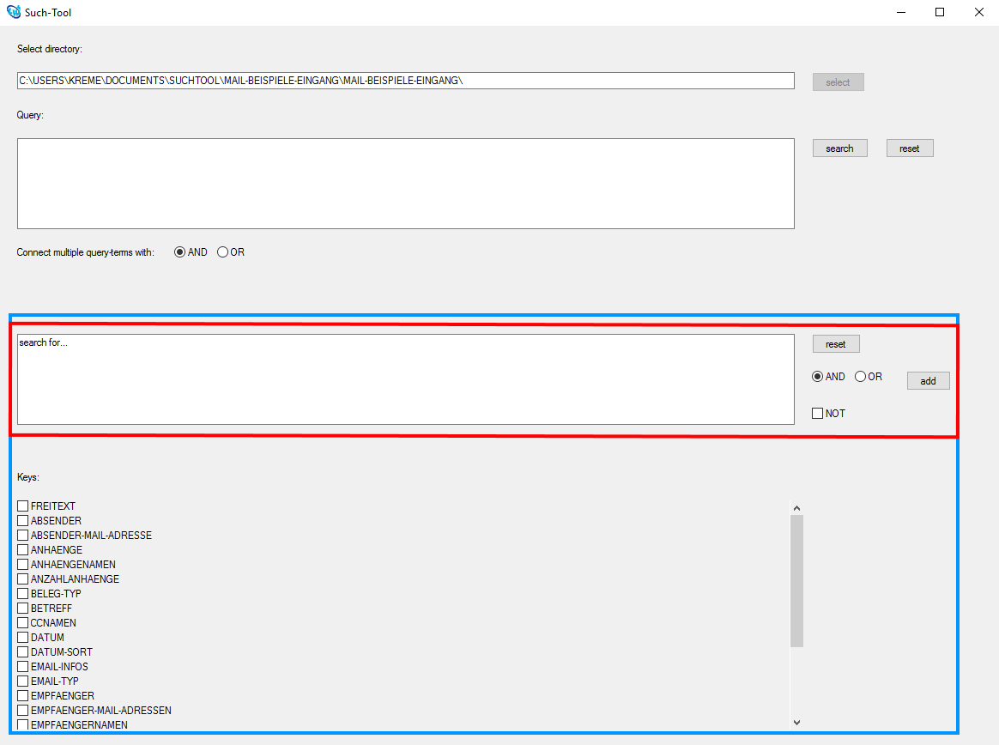 Such-Tool
Select directory:
C:\USERS\KREME\DOCUMENTS\SUCHTOOL\MAIL-BEISPIELE-EINGANG\MAIL-BEISPIELE-EINGANG\
select
Query:
search
reset
Connect multiple query-terms with:
AND
OR
search for...
reset
AND
OR
add
NOT
Keys:
FREITEXT
ABSENDER
ABSENDER-MAIL-ADRESSE
ANHAENGE
ANHAENGENAMEN
ANZAHLANHAENGE
BELEG-TYP
BETREFF
CCNAMEN
DATUM
DATUM-SORT
EMAIL-INFOS
EMAIL-TYP
EMPFAENGER
EMPFAENGER-MAIL-ADRESSEN
EMPFAENGERNAMEN